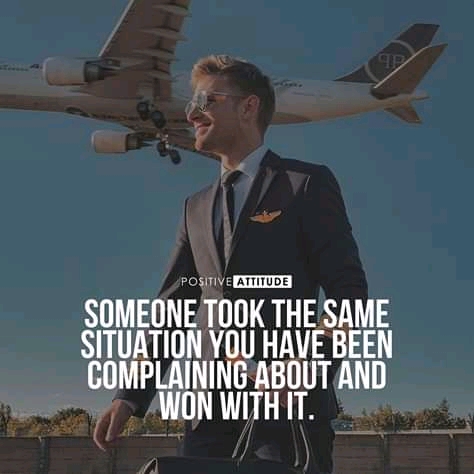 POSITIVE ATTITUDE
SOMEONE TOOK THE SAME
SITUATION YOU HAVE BEEN
COMPLAINING ABOUT AND
WON WITH IT.